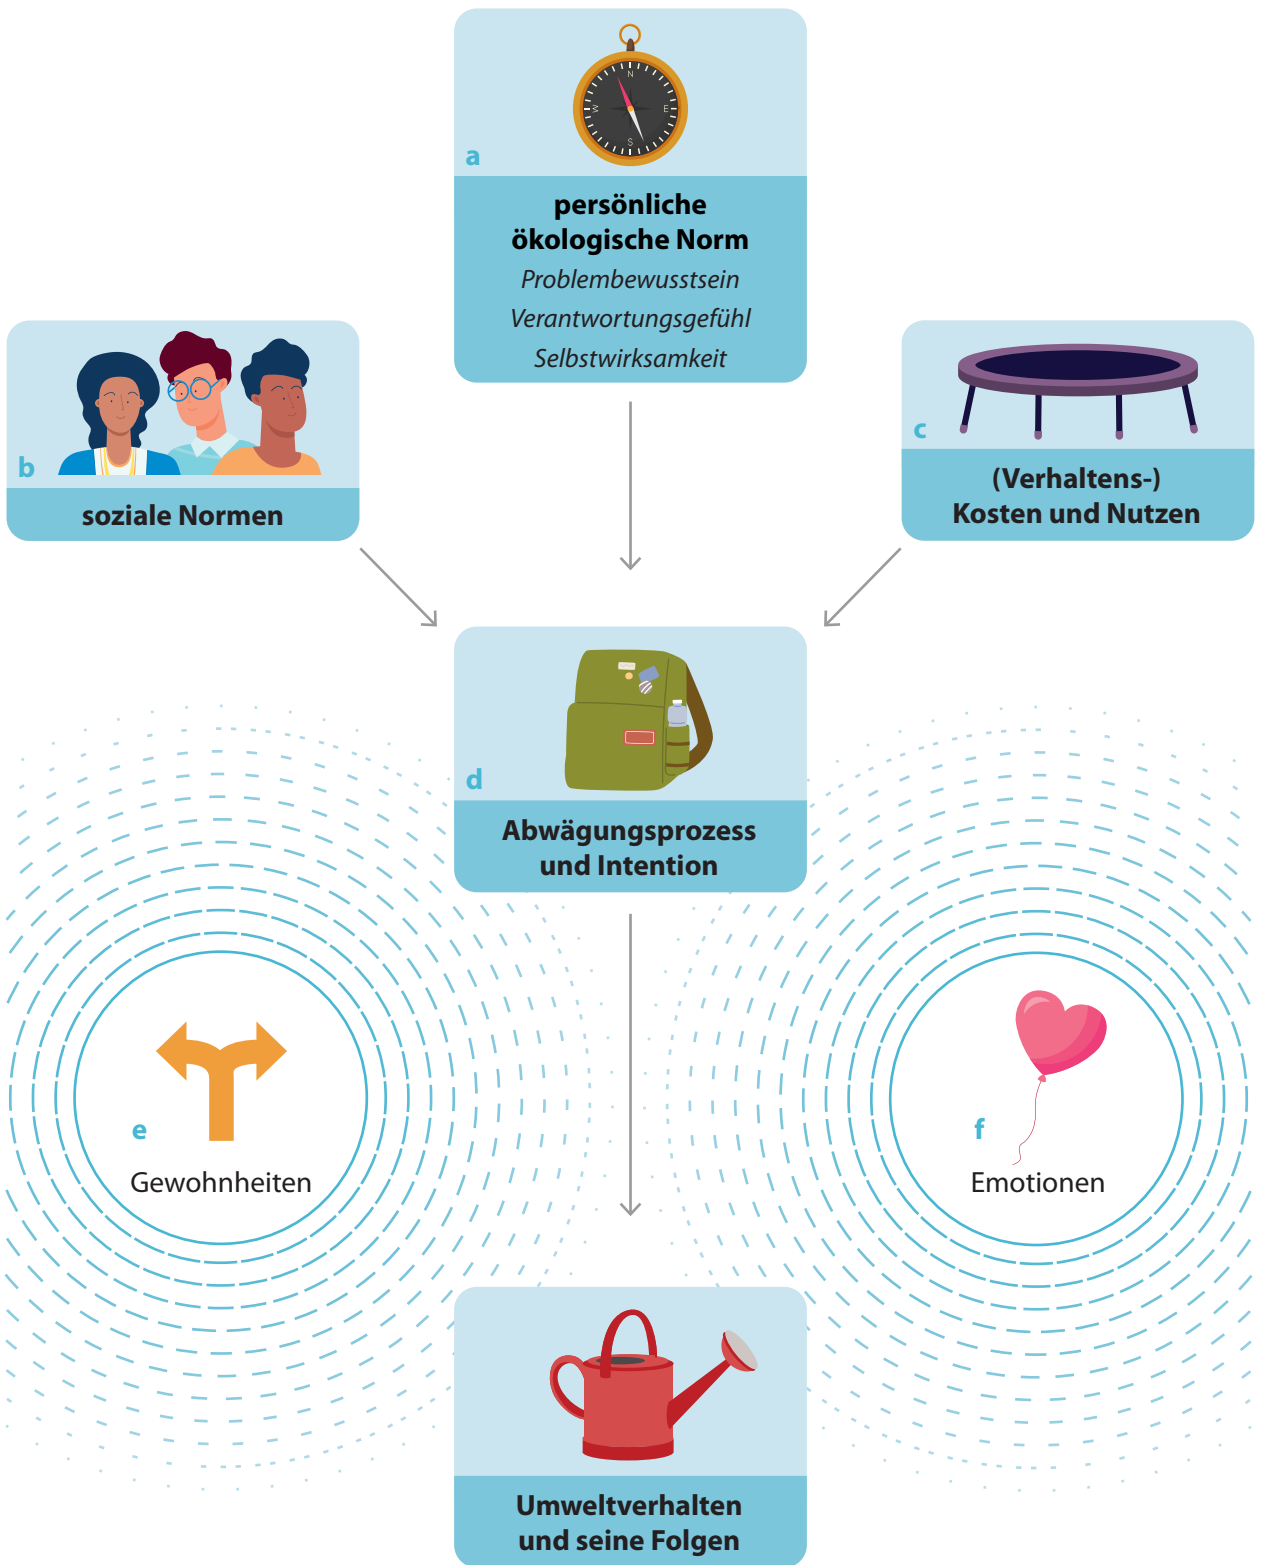 N
E
S
W
a
persönliche
ökologische Norm
Problembewusstsein
Verantwortungsgefühl
Selbstwirksamkeit
b
soziale Normen
c
(Verhaltens-)
Kosten und Nutzen
d
Abwägungsprozess
und Intention
e
Gewohnheiten
f
Emotionen
Umweltverhalten
und seine Folgen